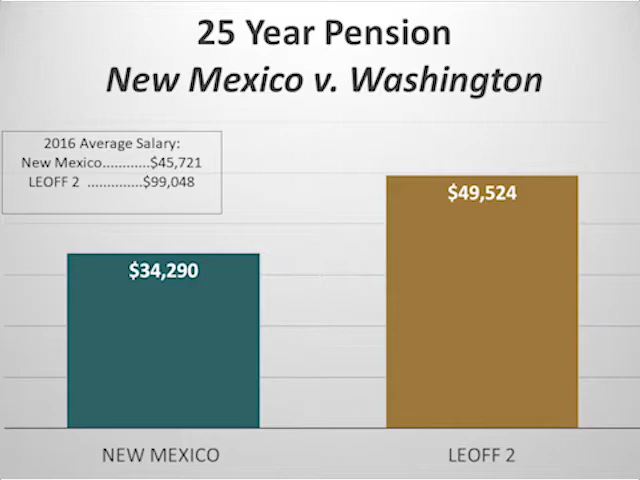 25 Year Pension
New Mexico v. Washington
2016 Average Salary:
New Mexico............$45,721
LEOFF 2 ..............$99,048
$34,290
$49,524
NEW MEXICO
LEOFF 2